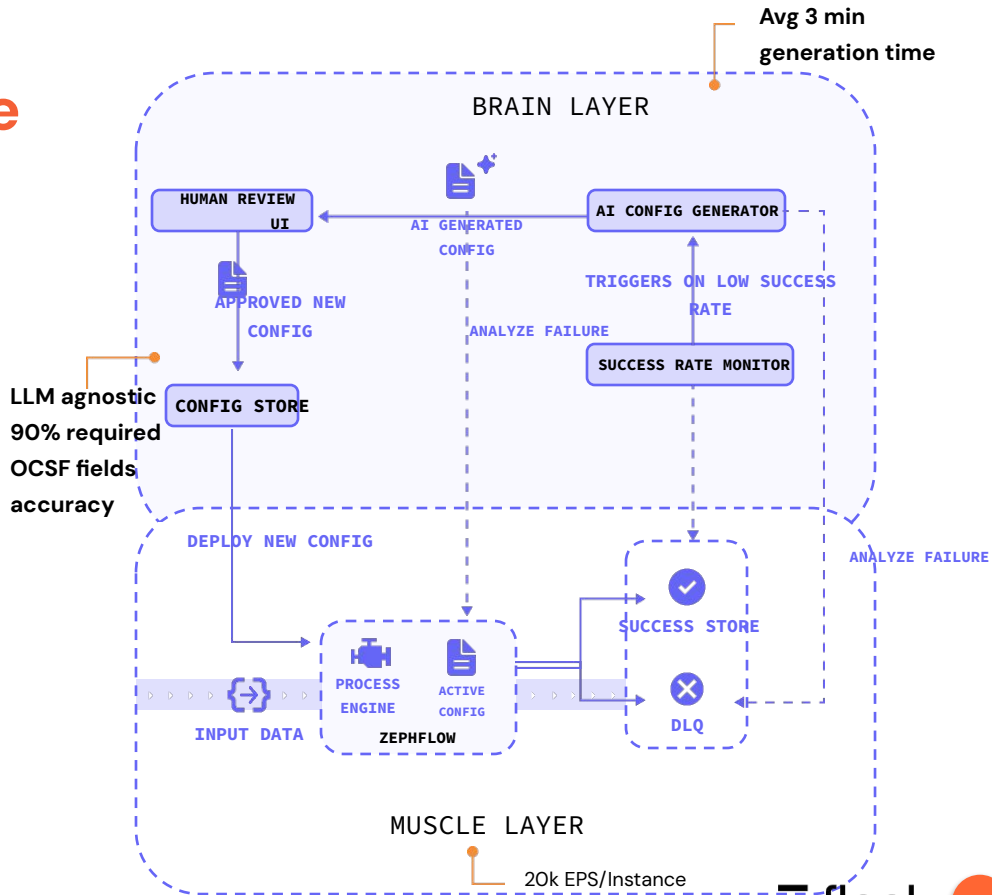 Avg 3 min
generation time
e
BRAIN LAYER
HUMAN REVIEW
UI
AI GENERATED
CONFIG
AI CONFIG GENERATOR
APPROVED NEW
CONFIG
TRIGGERS ON LOW SUCCESS
RATE
ANALYZE FAILURE
SUCCESS RATE MONITOR
LLM agnostic
90% required
OCSF fields
accuracy
CONFIG STORE
DEPLOY NEW CONFIG
ANALYZE FAILURE
SUCCESS STORE
PROCESS
ENGINE
ACTIVE
CONFIG
ZEPHFLOW
INPUT DATA
DLQ
MUSCLE LAYER
20k EPS/Instance